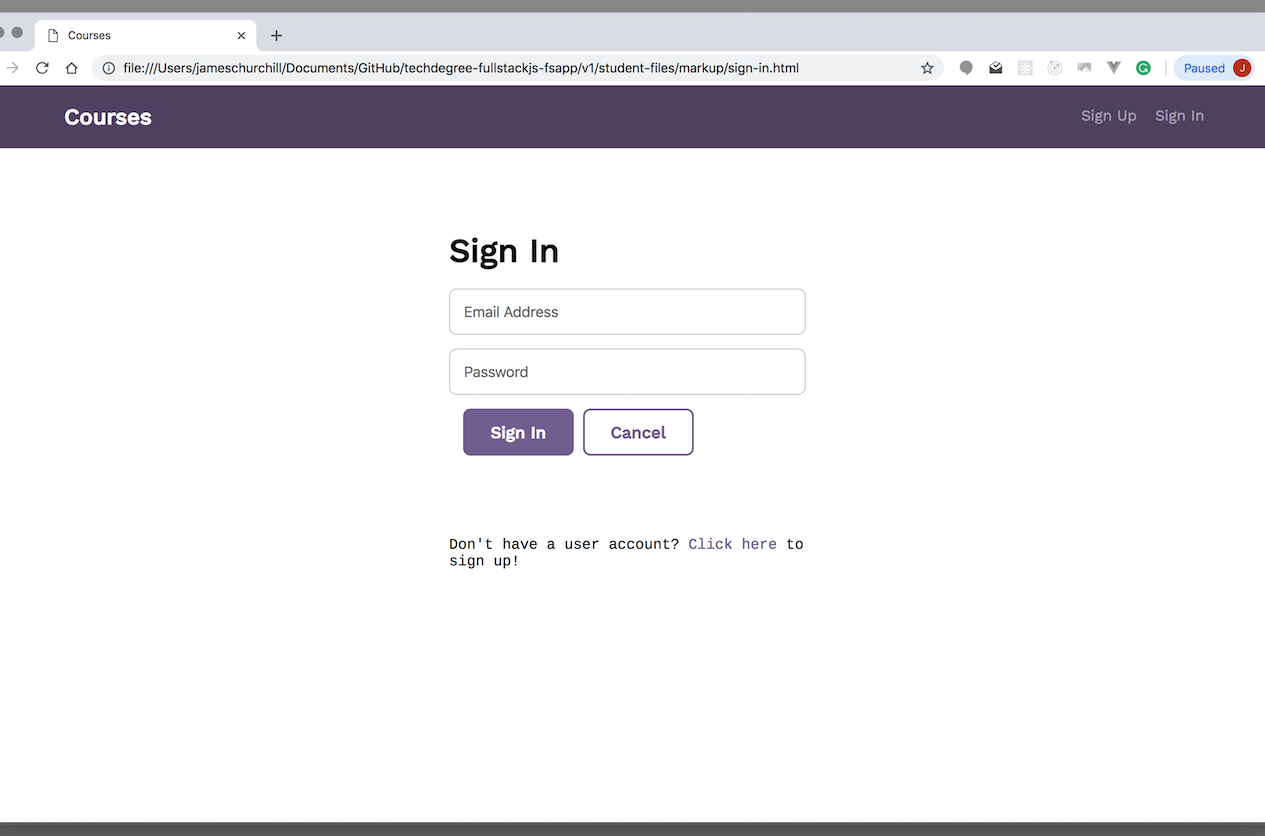 Courses
file:///Users/jameschurchill/Documents/GitHub/techdegree-fullstackjs-fsapp/v1/student-files/markup/sign-in.html
Paused J
Courses
Sign Up Sign In
Sign In
Email Address
Password
Sign In Cancel
Don't have a user account? Click here to
sign up!